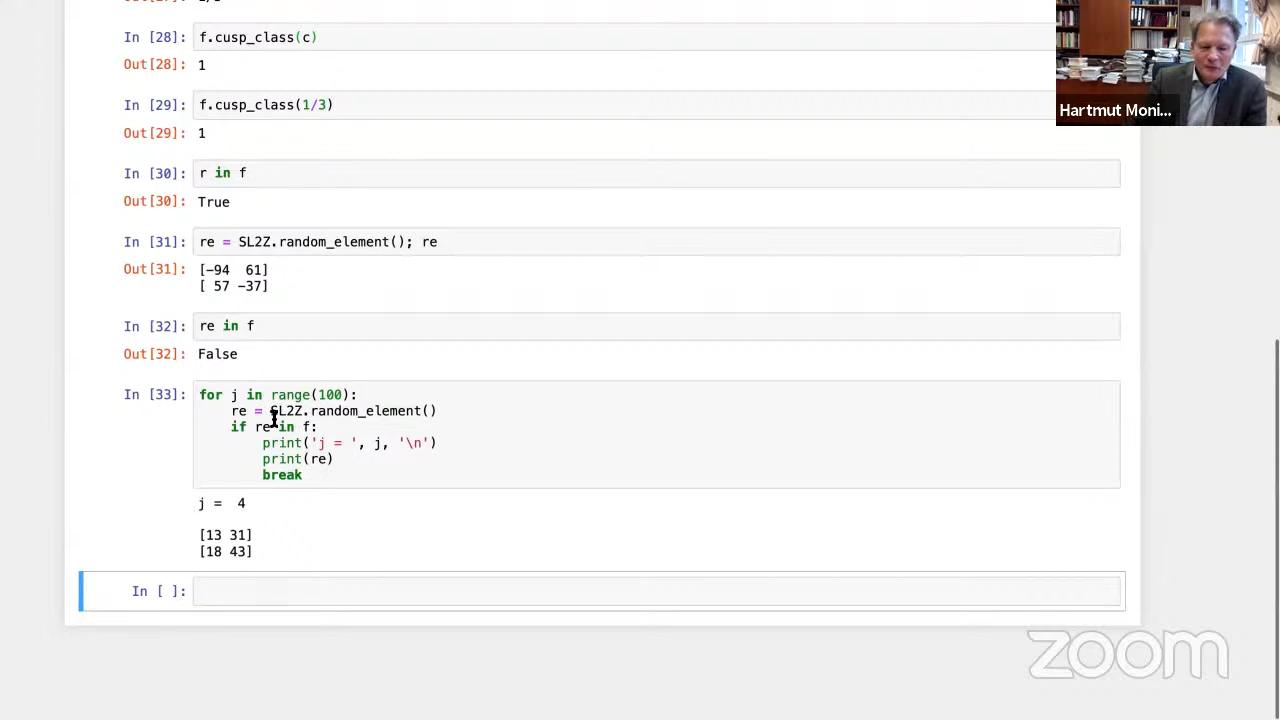 In [28]: f.cusp_class(c)
Out[28]: 1
In [29]: f.cusp_class(1/3)
Out[29]: 1
In [30]: r in f
Out[30]: True
In [31]: re = SL2Z.random_element(); re
Out[31]: [-94  61]
[ 57 -37]
In [32]: re in f
Out[32]: False
In [33]: for j in range(100):
    re = SL2Z.random_element()
    if re in f:
        print('j = ', j, '\n')
        print(re)
        break
j =  4
[13 31]
[18 43]
In [ ]:
Hartmut Moni...
zoom